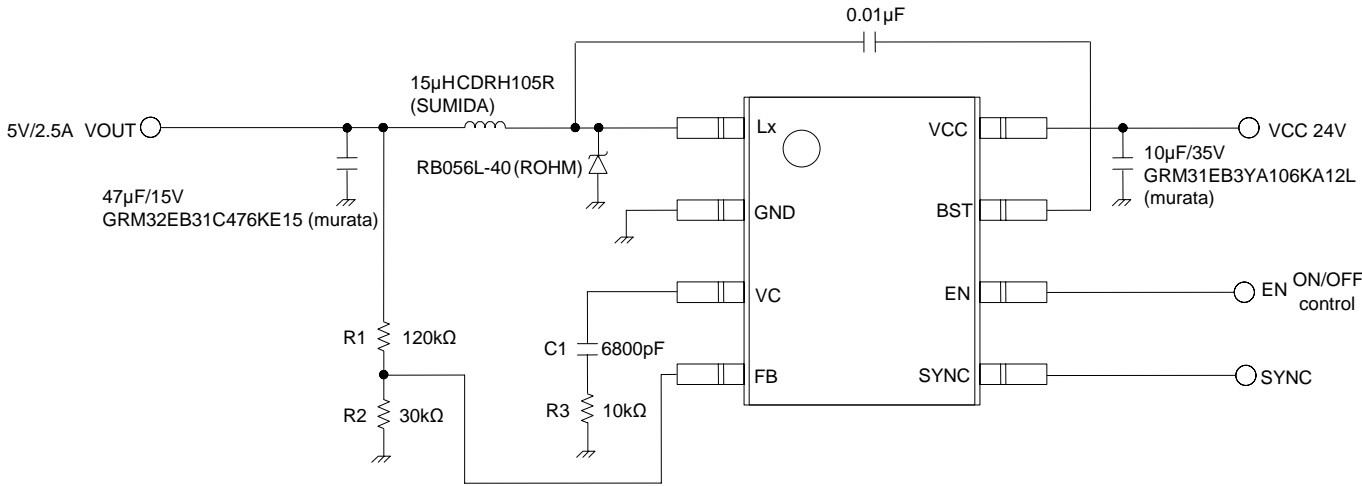 0.01µF
15µHCDRH105R
(SUMIDA)
5V/2.5A VOUT
Lx
VCC
VCC 24V
RB056L-40 (ROHM)
10µF/35V
GRM31EB3YA106KA12L
(murata)
47µF/15V
GRM32EB31C476KE15 (murata)
GND
BST
VC
EN
EN ON/OFF
control
R1 120kΩ
C1 6800pF
FB
SYNC
SYNC
R2 30kΩ
R3 10kΩ